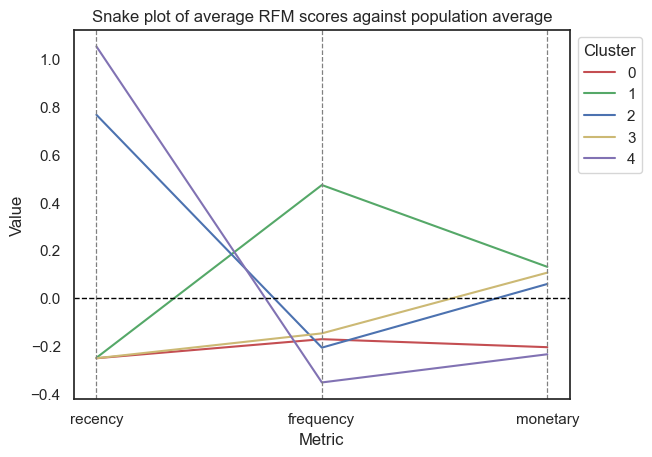 Snake plot of average RFM scores against population average
Cluster
0
1
2
3
4
1.0
0.8
0.6
0.4
0.2
0.0
−0.2
−0.4
Value
recency
frequency
monetary
Metric